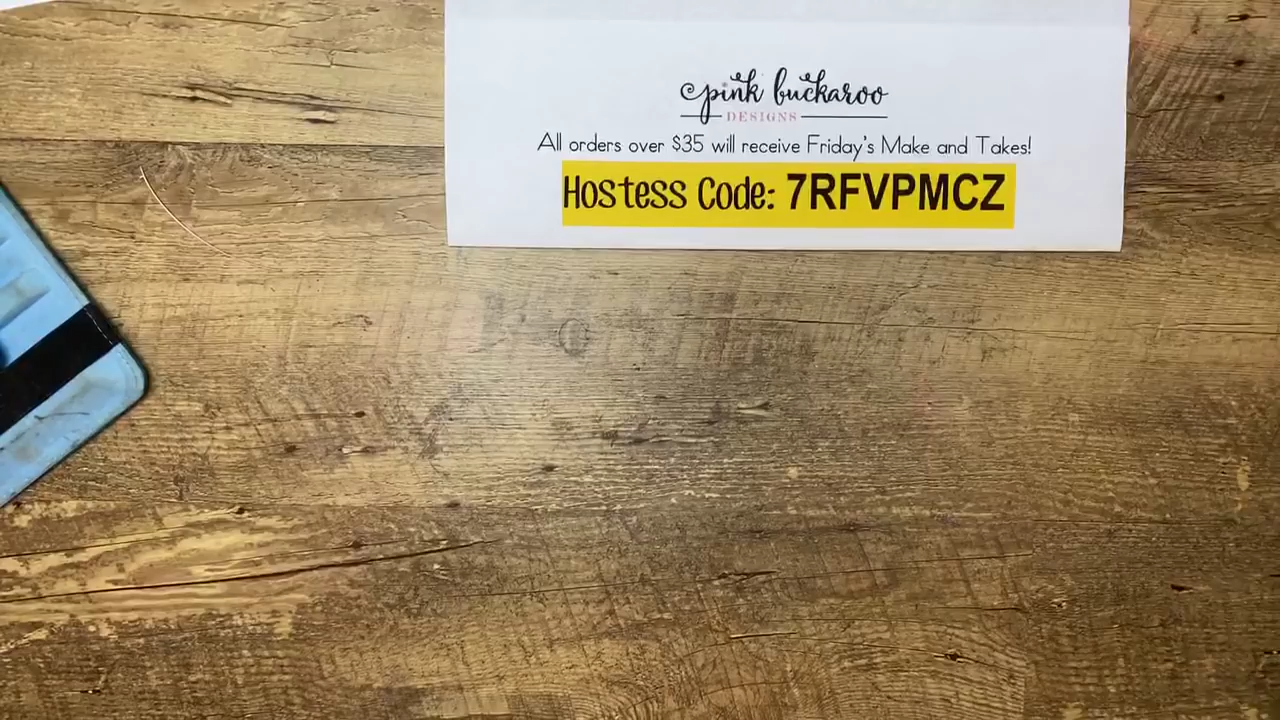 pink buckaroo
DESIGNS
All orders over $35 will receive Friday's Make and Takes!
Hostess Code: 7RFVPMCZ